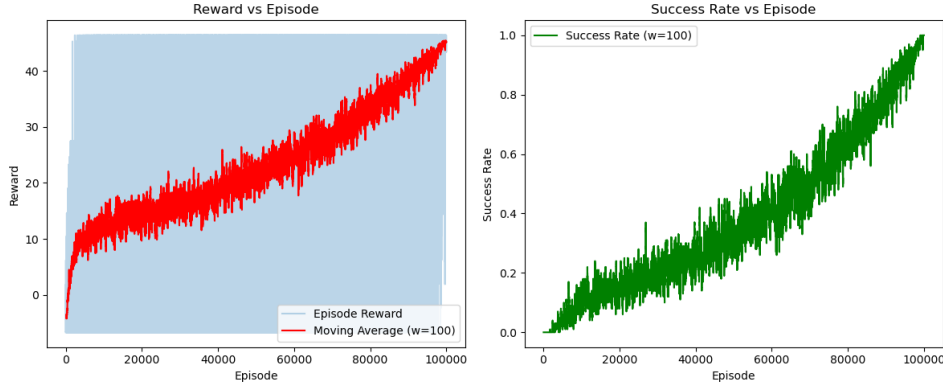 Reward vs Episode
40
30
20
10
0
Reward
0
20000
40000
60000
80000
100000
Episode
Episode Reward
Moving Average (w=100)
Success Rate vs Episode
1.0
0.8
0.6
0.4
0.2
0.0
Success Rate
0
20000
40000
60000
80000
100000
Episode
Success Rate (w=100)